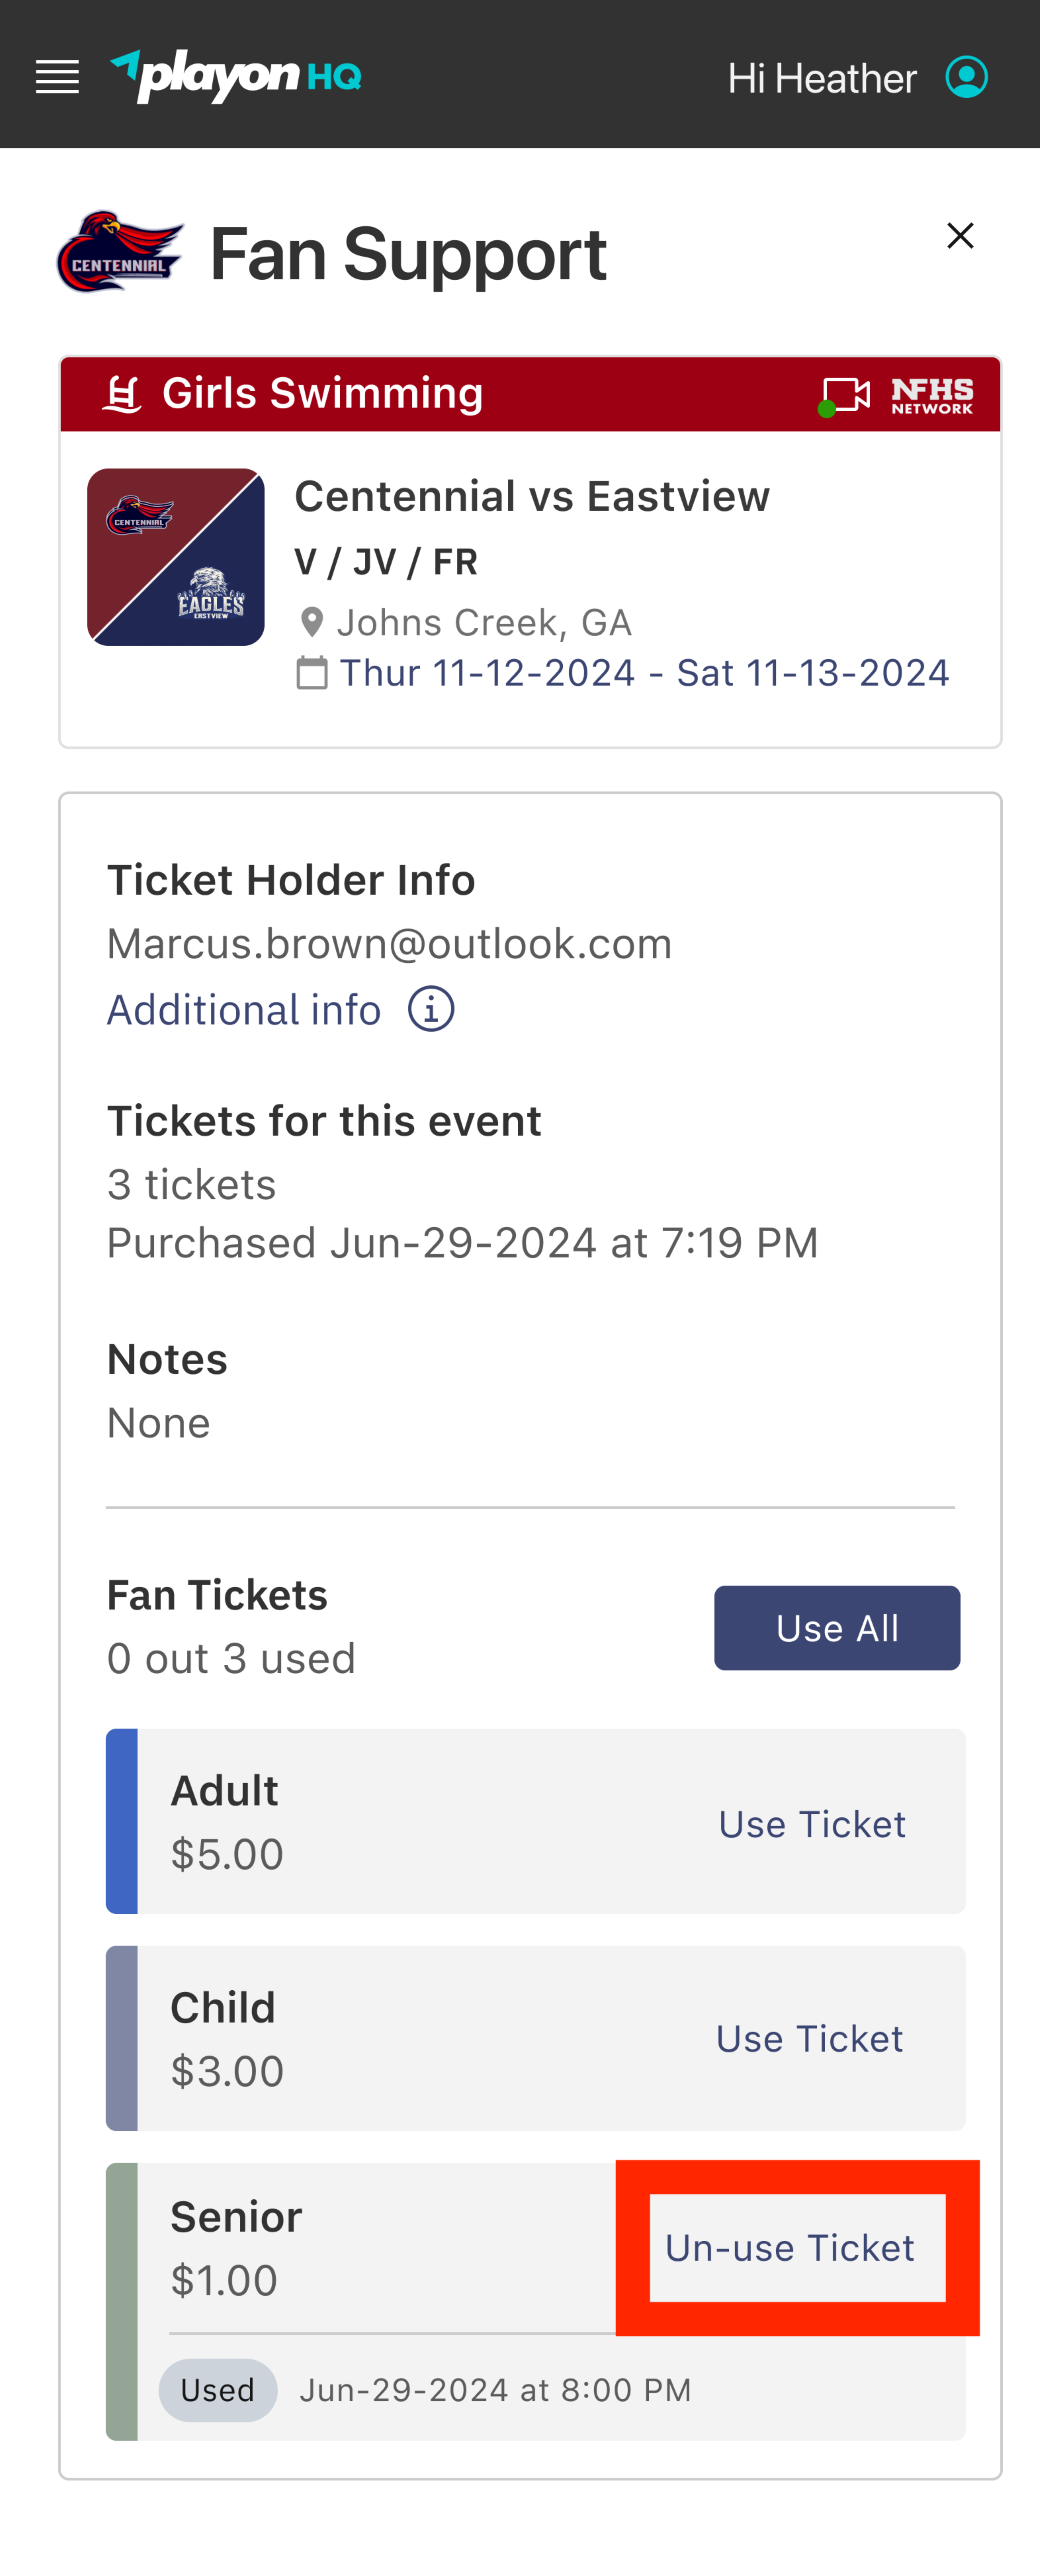 playon HQ
Hi Heather
CENTENNIAL
Fan Support
Girls Swimming
NFHS
NETWORK
CENTENNIAL
EAGLES
EASTVIEW
Centennial vs Eastview
V / JV / FR
Johns Creek, GA
Thur 11-12-2024 - Sat 11-13-2024
Ticket Holder Info
Marcus.brown@outlook.com
Additional info
Tickets for this event
3 tickets
Purchased Jun-29-2024 at 7:19 PM
Notes
None
Fan Tickets
0 out 3 used
Use All
Adult
$5.00
Use Ticket
Child
$3.00
Use Ticket
Senior
$1.00
Un-use Ticket
Used
Jun-29-2024 at 8:00 PM